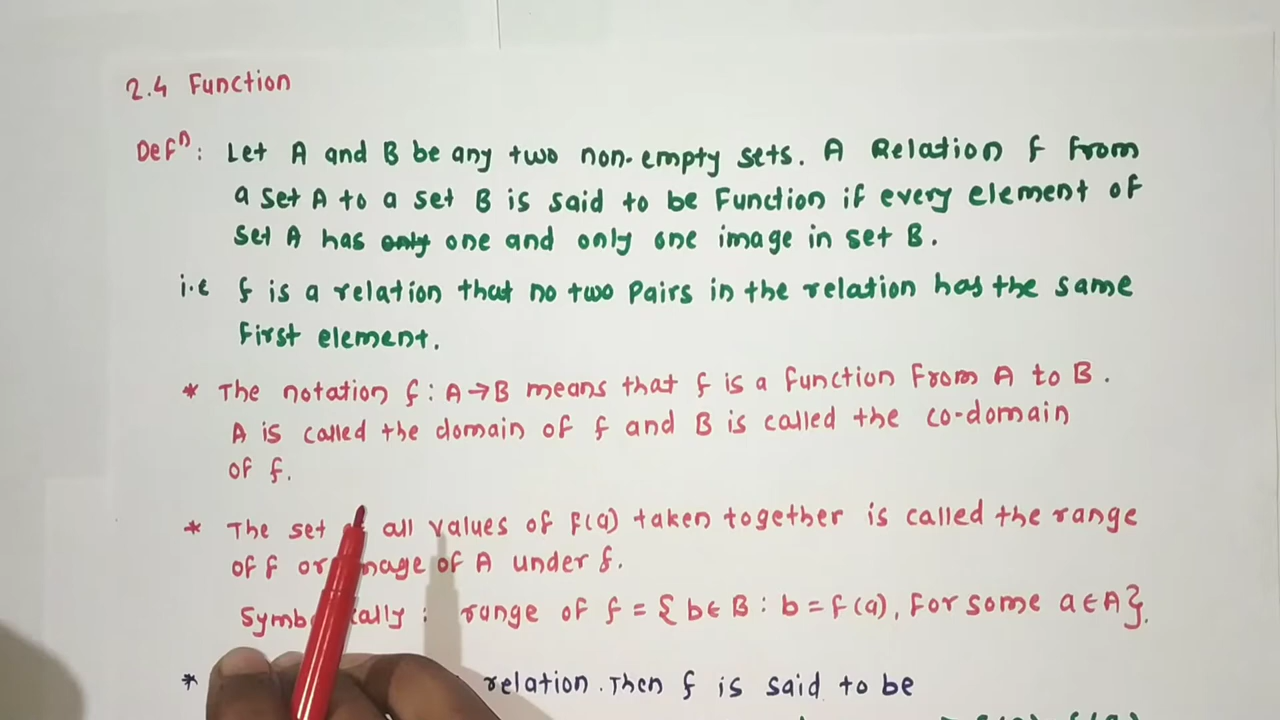 2.4 Function
Defⁿ: Let A and B be any two non-empty sets. A Relation f from
a set A to a set B is said to be Function if every element of
set A has only one and only one image in set B.
i.e f is a relation that no two Pairs in the relation has the same
first element.
* The notation f: A→B means that f is a function from A to B.
A is called the domain of f and B is called the co-domain
of f.
* The set all values of f(a) taken together is called the range
of f or of A under f.
: range of f = {b∈B : b = f(a), For some a∈A}.
* relation. Then f is said to be